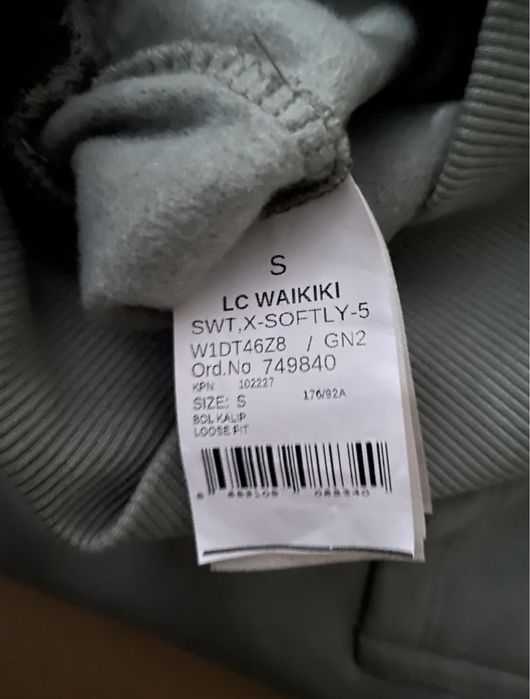 S
LC WAIKIKI
SWT,X-SOFTLY-5
W1DT46Z8 / GN2
Ord.No 749840
KPN 102227
SIZE: S 176/92A
BOL KALIP
LOOSE FIT